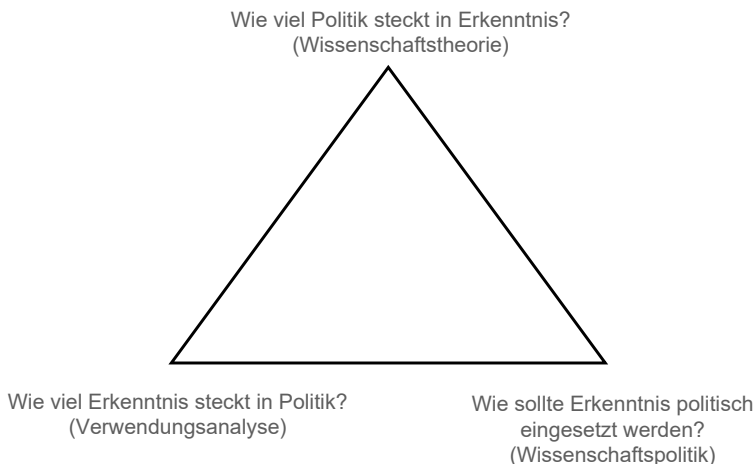 Wie viel Politik steckt in Erkenntnis?
(Wissenschaftstheorie)
Wie viel Erkenntnis steckt in Politik?
(Verwendungsanalyse)
Wie sollte Erkenntnis politisch
eingesetzt werden?
(Wissenschaftspolitik)